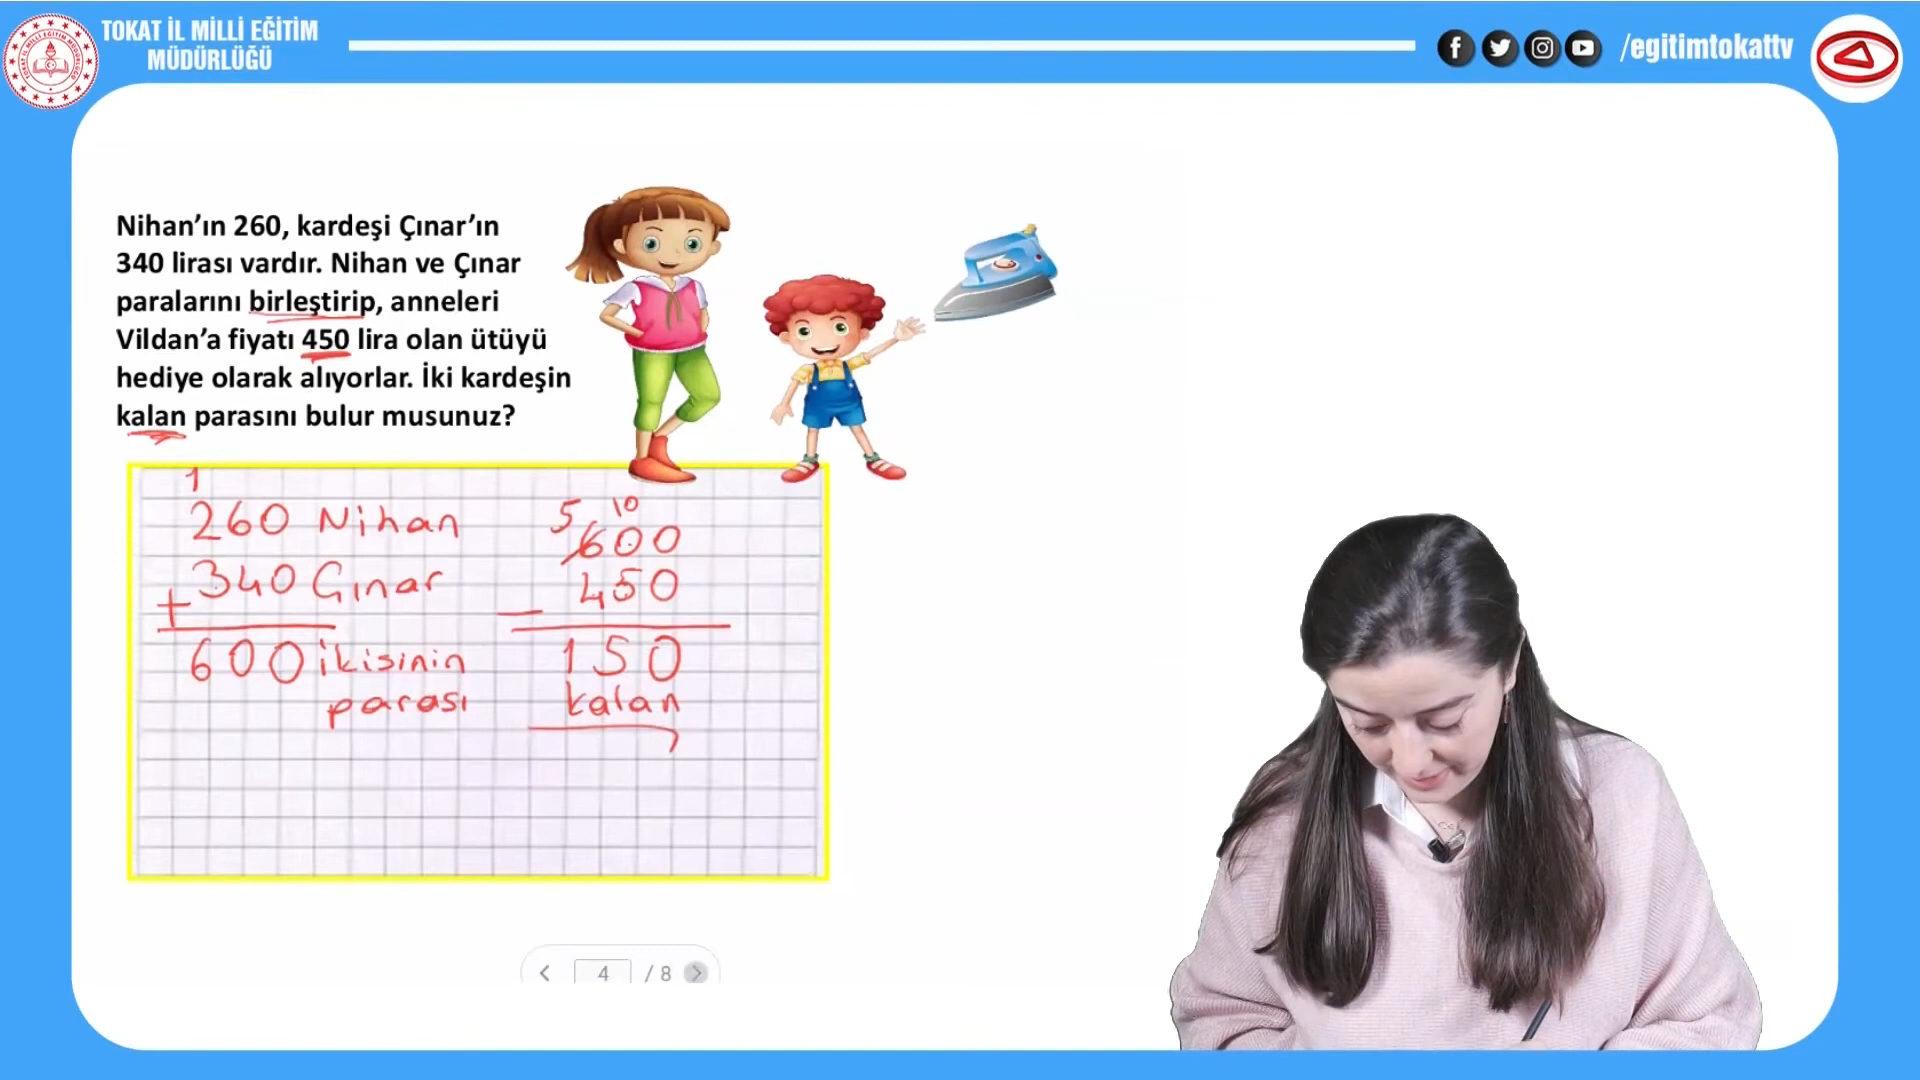 TOKAT İL MİLLİ EĞİTİM
MÜDÜRLÜĞÜ
/egitimtokattv
Nihan’ın 260, kardeşi Çınar’ın
340 lirası vardır. Nihan ve Çınar
paralarını birleştirip, anneleri
Vildan’a fiyatı 450 lira olan ütüyü
hediye olarak alıyorlar. İki kardeşin
kalan parasını bulur musunuz?
1
260 Nihan
+ 340 Çınar
600 ikisinin
parası
5 10
600
- 450
150
kalan
4 / 8